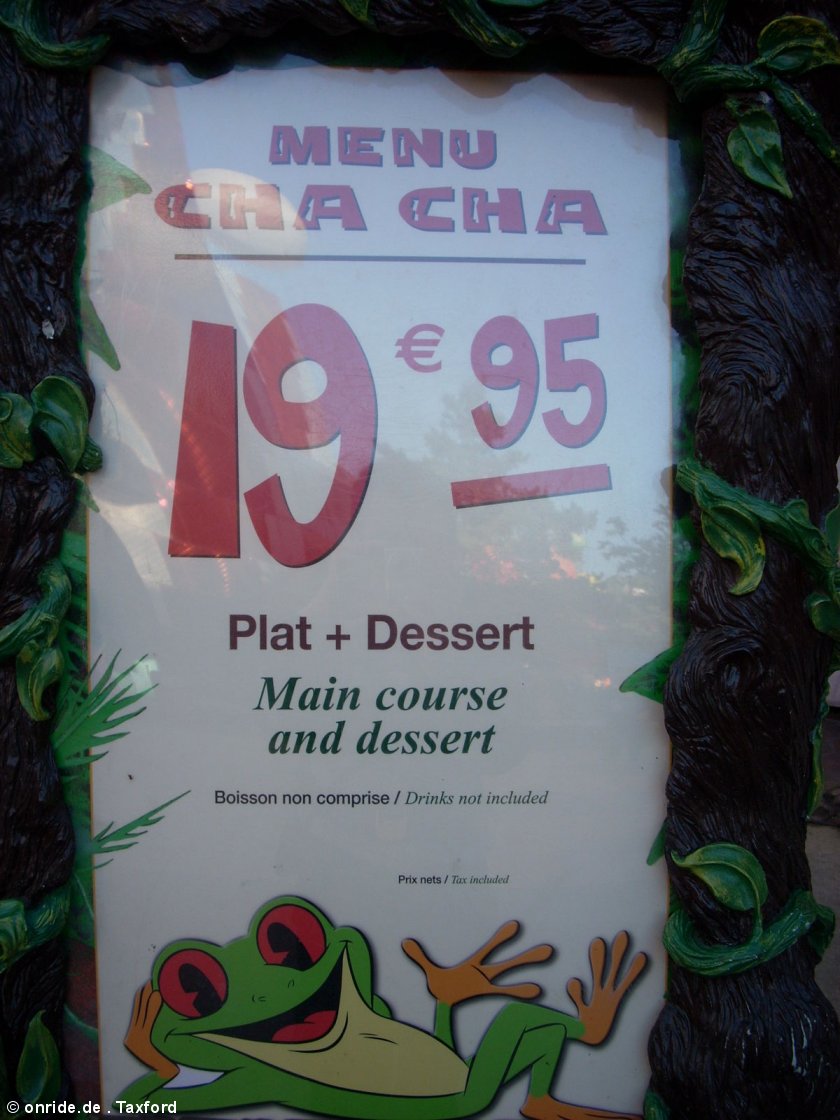 MENU
CHA CHA
19 € 95
Plat + Dessert
Main course
and dessert
Boisson non comprise / Drinks not included
Prix nets / Tax included
© onride.de . Taxford